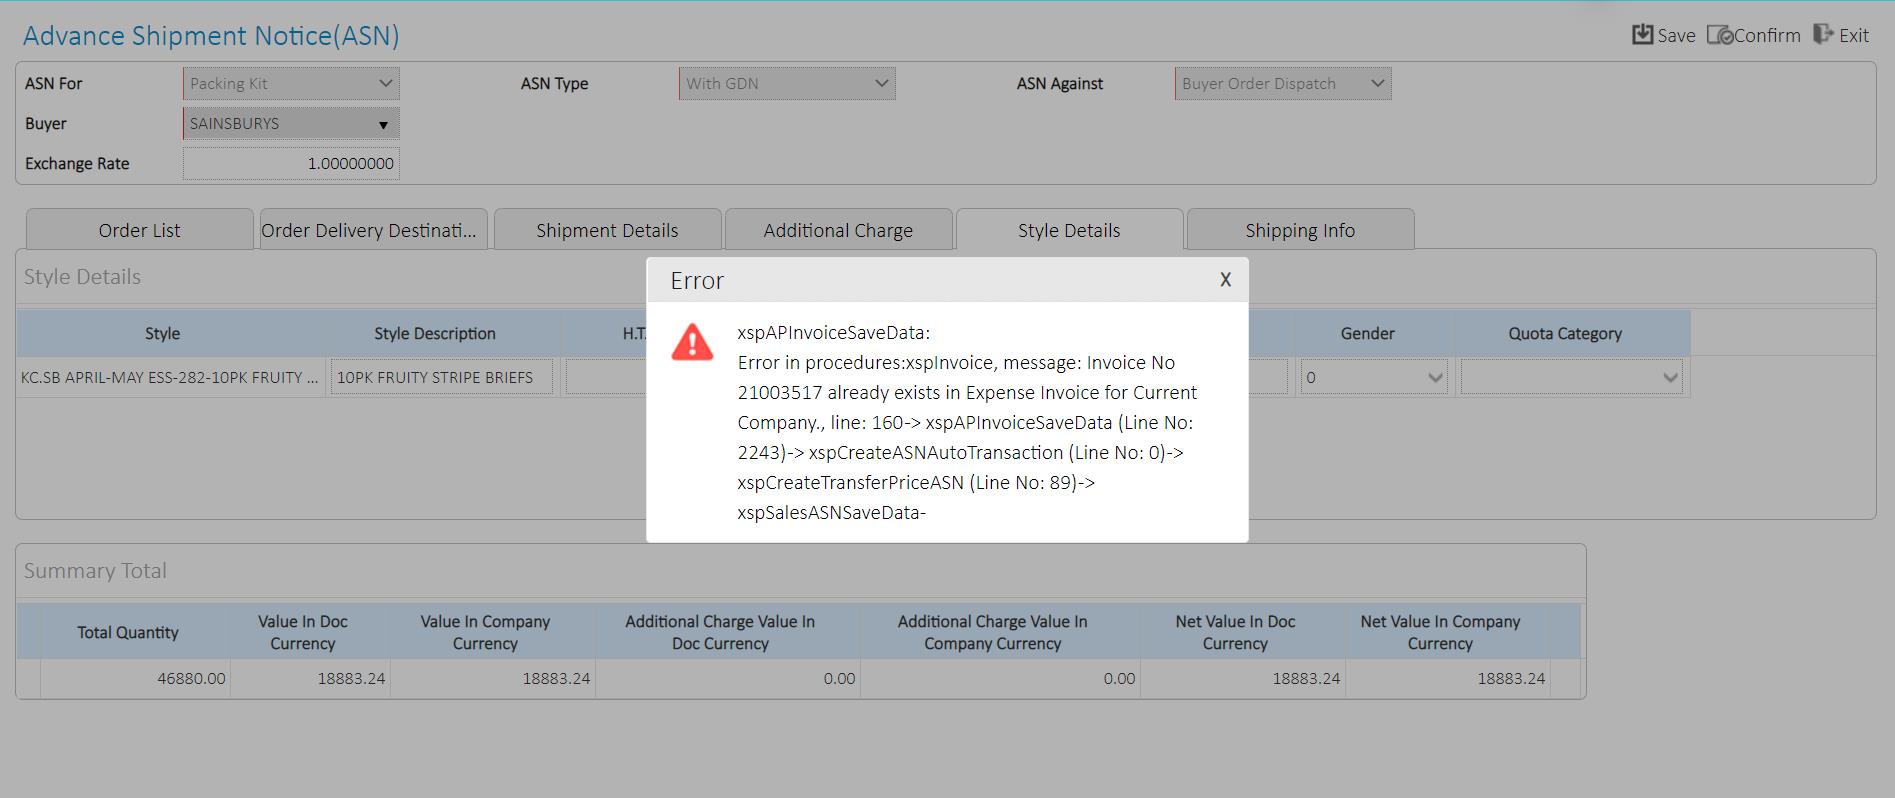 Advance Shipment Notice(ASN)
Save Confirm Exit
ASN For Packing Kit ASN Type With GDN ASN Against Buyer Order Dispatch
Buyer SAINSBURYS
Exchange Rate 1.00000000
Order List Order Delivery Destinati... Shipment Details Additional Charge Style Details Shipping Info
Style Details
Style Style Description H.T. Gender Quota Category
KC.SB APRIL-MAY ESS-282-10PK FRUITY ... 10PK FRUITY STRIPE BRIEFS 0
Error X
xspAPInvoiceSaveData:
Error in procedures:xspInvoice, message: Invoice No
21003517 already exists in Expense Invoice for Current
Company., line: 160-> xspAPInvoiceSaveData (Line No:
2243)-> xspCreateASNAutoTransaction (Line No: 0)->
xspCreateTransferPriceASN (Line No: 89)->
xspSalesASNSaveData-
Summary Total
Total Quantity Value In Doc Currency Value In Company Currency Additional Charge Value In Doc Currency Additional Charge Value In Company Currency Net Value In Doc Currency Net Value In Company Currency
46880.00 18883.24 18883.24 0.00 0.00 18883.24 18883.24